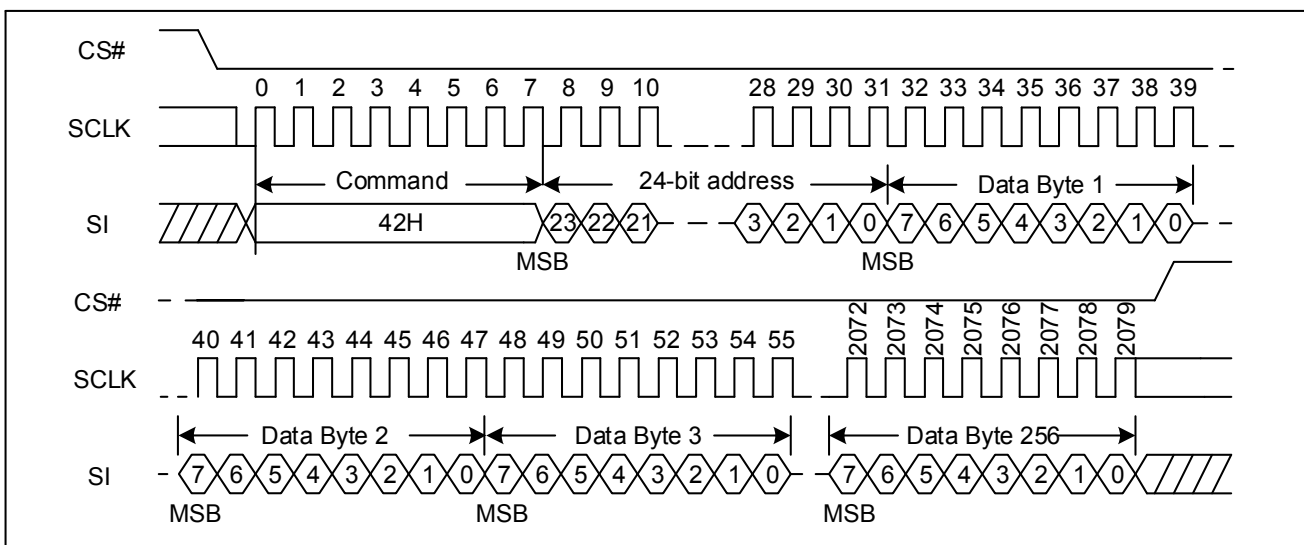 CS#
0 1 2 3 4 5 6 7 8 9 10 28 29 30 31 32 33 34 35 36 37 38 39
SCLK
Command 24-bit address Data Byte 1
SI 42H 23 22 21 3 2 1 0 7 6 5 4 3 2 1 0
MSB MSB
CS#
40 41 42 43 44 45 46 47 48 49 50 51 52 53 54 55 2072 2073 2074 2075 2076 2077 2078 2079
SCLK
Data Byte 2 Data Byte 3 Data Byte 256
SI 7 6 5 4 3 2 1 0 7 6 5 4 3 2 1 0 7 6 5 4 3 2 1 0
MSB MSB MSB